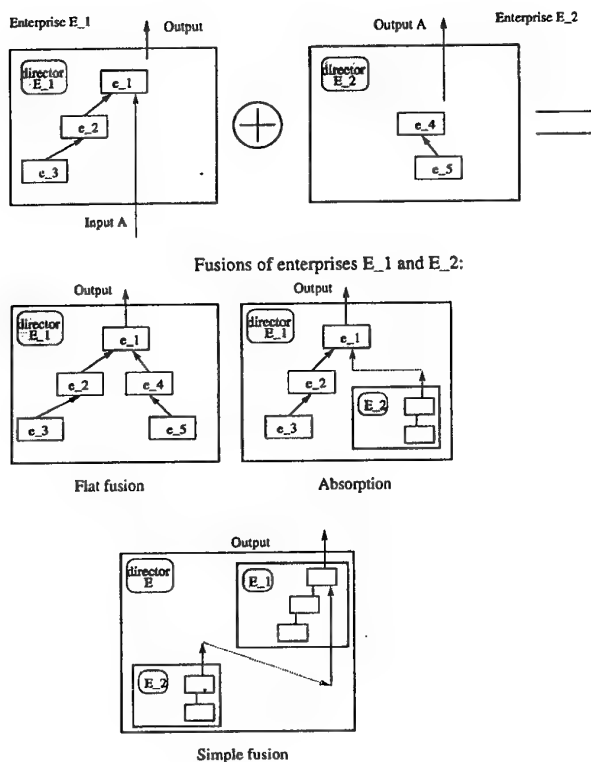 Enterprise E_1
Output
Output A
Enterprise E_2
director
E_1
e_1
e_2
e_3
Input A
director
E_2
e_4
e_5
Fusions of enterprises E_1 and E_2:
Output
director
E_1
e_1
e_2
e_4
e_3
e_5
Flat fusion
Output
director
E_1
e_1
e_2
e_3
E_2
Absorption
Output
director
E
E_1
E_2
Simple fusion